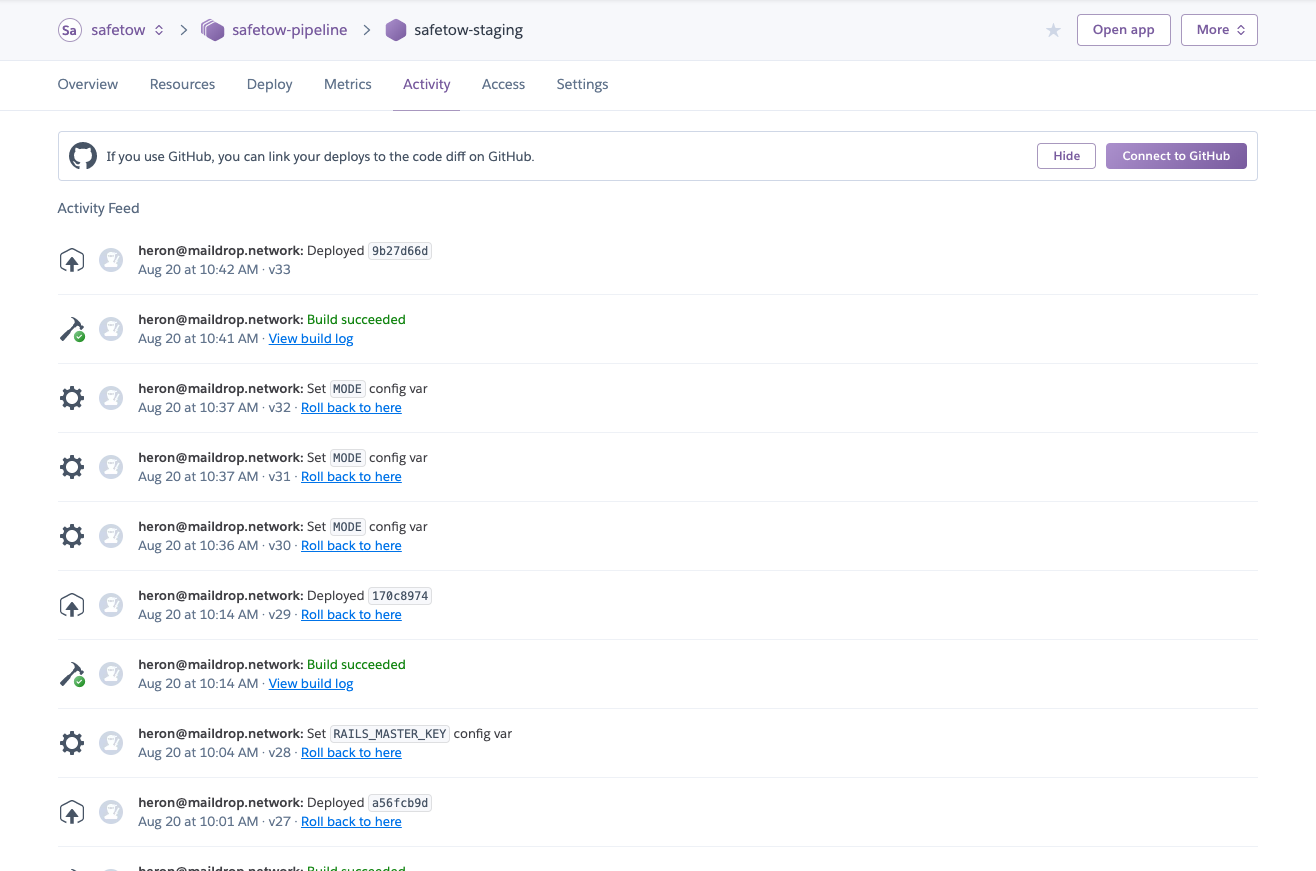 Sa safetow safetow-pipeline safetow-staging Open app More
Overview Resources Deploy Metrics Activity Access Settings
If you use GitHub, you can link your deploys to the code diff on GitHub. Hide Connect to GitHub
Activity Feed
heron@maildrop.network: Deployed 9b27d66d
Aug 20 at 10:42 AM · v33
heron@maildrop.network: Build succeeded
Aug 20 at 10:41 AM · View build log
heron@maildrop.network: Set MODE config var
Aug 20 at 10:37 AM · v32 · Roll back to here
heron@maildrop.network: Set MODE config var
Aug 20 at 10:37 AM · v31 · Roll back to here
heron@maildrop.network: Set MODE config var
Aug 20 at 10:36 AM · v30 · Roll back to here
heron@maildrop.network: Deployed 170c8974
Aug 20 at 10:14 AM · v29 · Roll back to here
heron@maildrop.network: Build succeeded
Aug 20 at 10:14 AM · View build log
heron@maildrop.network: Set RAILS_MASTER_KEY config var
Aug 20 at 10:04 AM · v28 · Roll back to here
heron@maildrop.network: Deployed a56fcb9d
Aug 20 at 10:01 AM · v27 · Roll back to here
heron@maildrop.network: Build succeeded